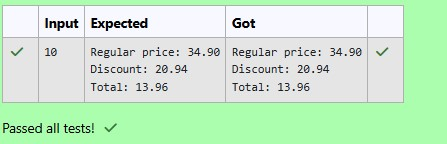 Input Expected Got
10 Regular price: 34.90 Regular price: 34.90
Discount: 20.94 Discount: 20.94
Total: 13.96 Total: 13.96
Passed all tests!